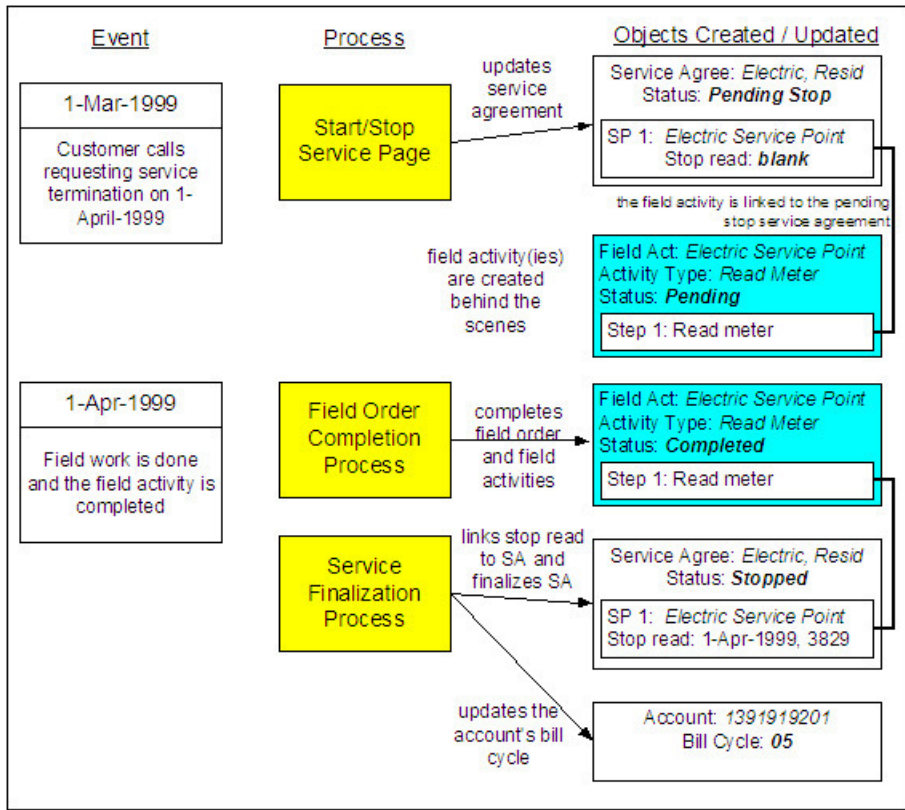 Event
Process
Objects Created / Updated
1-Mar-1999
Customer calls
requesting service
termination on 1-
April-1999
Start/Stop
Service Page
updates
service
agreement
Service Agree: Electric, Resid
Status: Pending Stop
SP 1: Electric Service Point
Stop read: blank
the field activity is linked to the pending
stop service agreement
field activity(ies)
are created
behind the
scenes
Field Act: Electric Service Point
Activity Type: Read Meter
Status: Pending
Step 1: Read meter
1-Apr-1999
Field work is done
and the field activity is
completed
Field Order
Completion
Process
completes
field order
and field
activities
Field Act: Electric Service Point
Activity Type: Read Meter
Status: Completed
Step 1: Read meter
Service
Finalization
Process
links stop read
to SA and
finalizes SA
Service Agree: Electric, Resid
Status: Stopped
SP 1: Electric Service Point
Stop read: 1-Apr-1999, 3829
updates the
account's bill
cycle
Account: 1391919201
Bill Cycle: 05